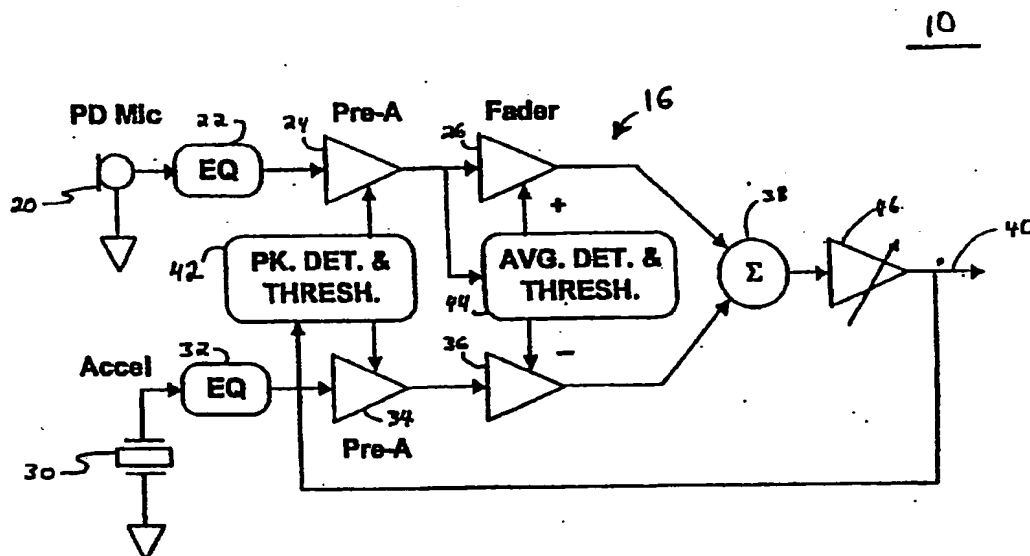 10
PD Mic
22
EQ
20
Pre-A
24
Fader
26
16
+
42
PK. DET. &
THRESH.
44
AVG. DET. &
THRESH.
38
Σ
46
40
Accel
32
EQ
30
34
Pre-A
36
−